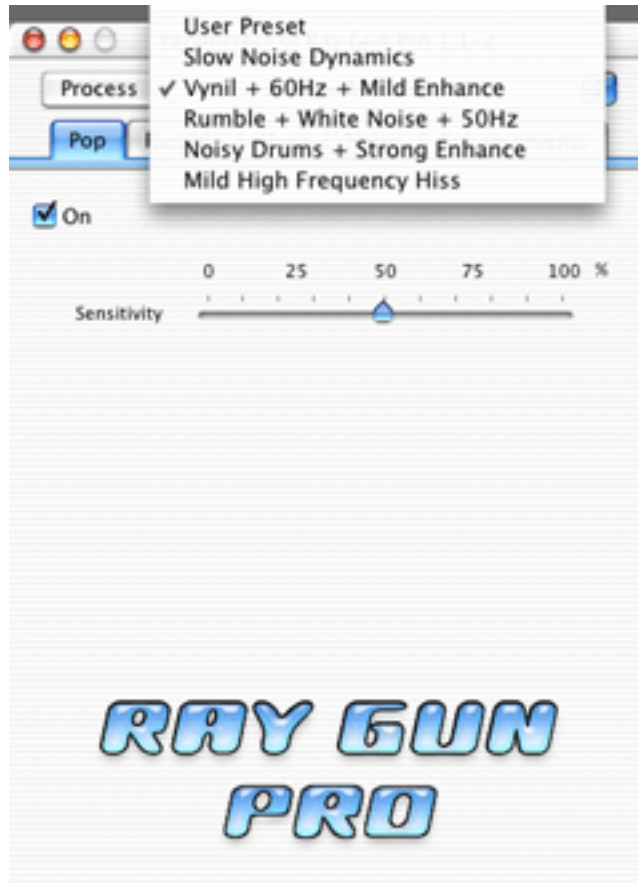 User Preset
Slow Noise Dynamics
Process ✓ Vynil + 60Hz + Mild Enhance
Rumble + White Noise + 50Hz
Pop
Noisy Drums + Strong Enhance
Mild High Frequency Hiss
On
0 25 50 75 100 %
Sensitivity
RAY GUN
PRO